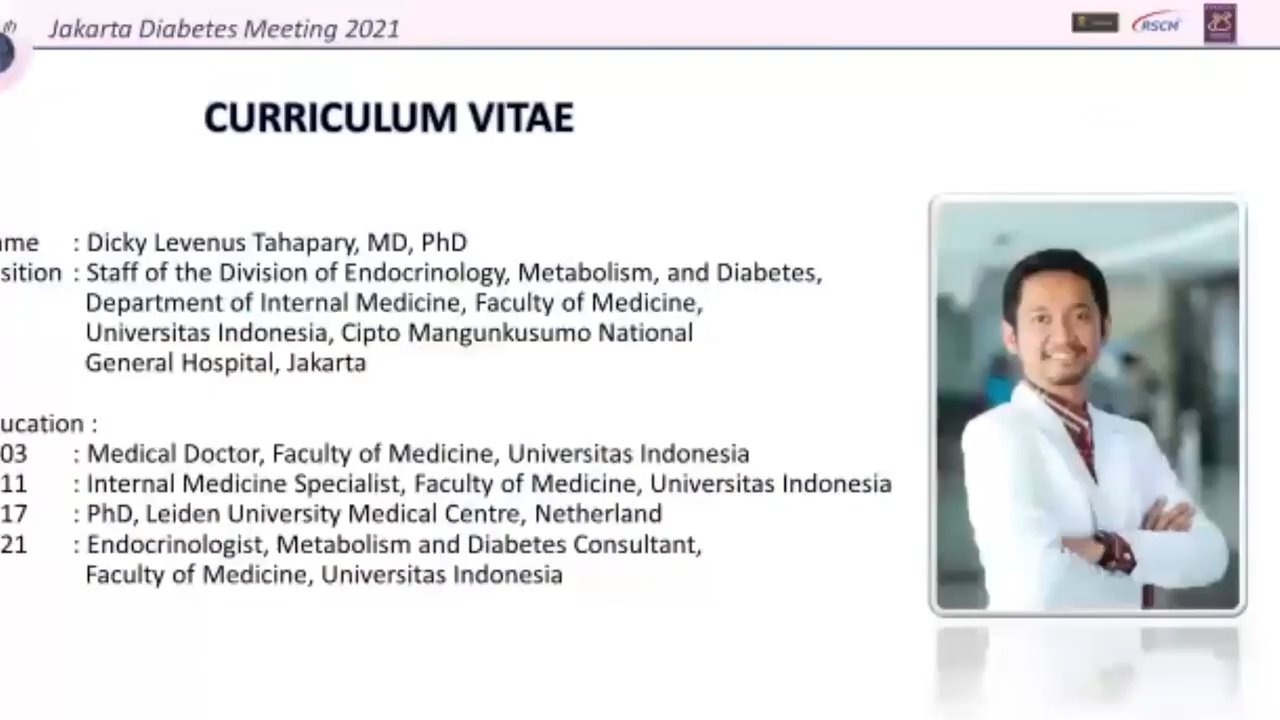 th
Jakarta Diabetes Meeting 2021
RSCM
CURRICULUM VITAE
ame : Dicky Levenus Tahapary, MD, PhD
sition : Staff of the Division of Endocrinology, Metabolism, and Diabetes,
Department of Internal Medicine, Faculty of Medicine,
Universitas Indonesia, Cipto Mangunkusumo National
General Hospital, Jakarta
ucation :
03 : Medical Doctor, Faculty of Medicine, Universitas Indonesia
11 : Internal Medicine Specialist, Faculty of Medicine, Universitas Indonesia
17 : PhD, Leiden University Medical Centre, Netherland
21 : Endocrinologist, Metabolism and Diabetes Consultant,
Faculty of Medicine, Universitas Indonesia